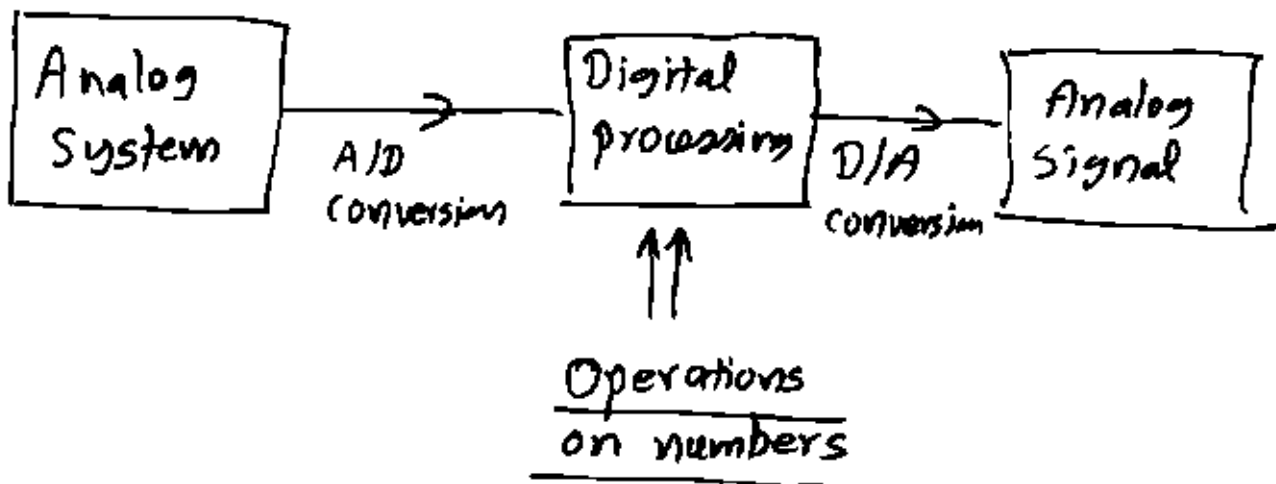 Analog
System
A/D
conversion
Digital
processing
D/A
conversion
Analog
Signal
Operations
on numbers